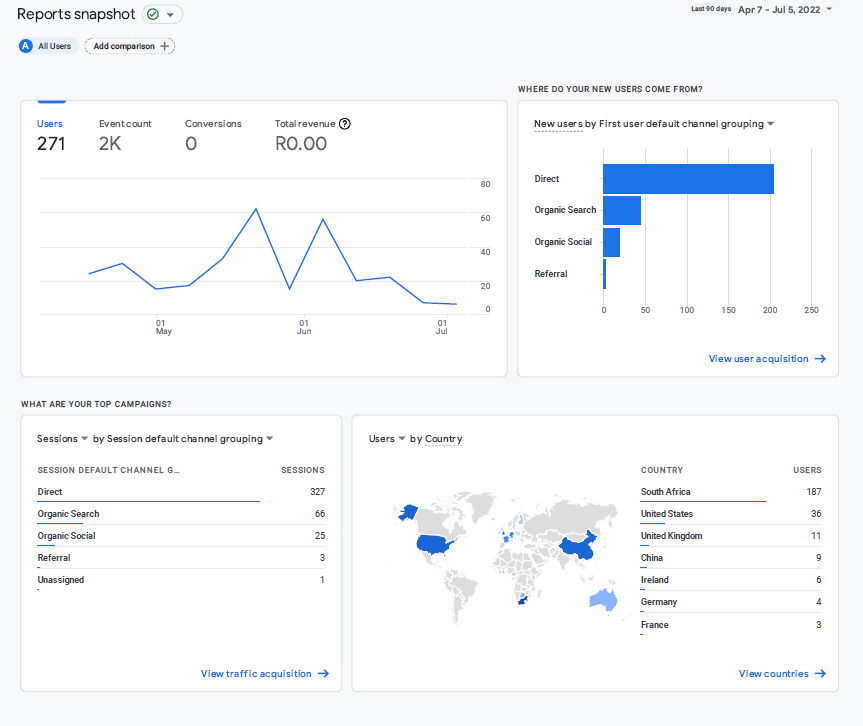 Reports snapshot
Last 90 days Apr 7 - Jul 5, 2022
A All Users
Add comparison +
Users
271
Event count
2K
Conversions
0
Total revenue ?
R0.00
80
60
40
20
0
01 May
01 Jun
01 Jul
WHERE DO YOUR NEW USERS COME FROM?
New users by First user default channel grouping
Direct
Organic Search
Organic Social
Referral
0 50 100 150 200 250
View user acquisition →
WHAT ARE YOUR TOP CAMPAIGNS?
Sessions by Session default channel grouping
SESSION DEFAULT CHANNEL G... SESSIONS
Direct 327
Organic Search 66
Organic Social 25
Referral 3
Unassigned 1
View traffic acquisition →
Users by Country
COUNTRY USERS
South Africa 187
United States 36
United Kingdom 11
China 9
Ireland 6
Germany 4
France 3
View countries →